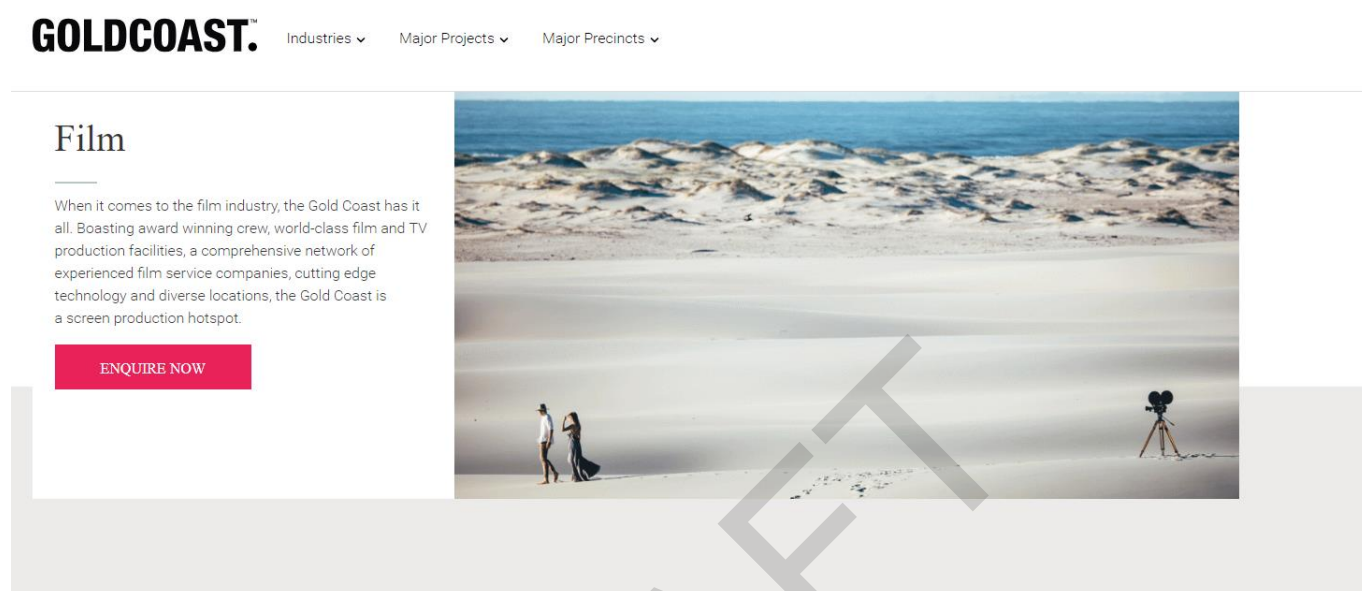 GOLDCOAST.™
Industries
Major Projects
Major Precincts
Film
When it comes to the film industry, the Gold Coast has it
all. Boasting award winning crew, world-class film and TV
production facilities, a comprehensive network of
experienced film service companies, cutting edge
technology and diverse locations, the Gold Coast is
a screen production hotspot.
ENQUIRE NOW